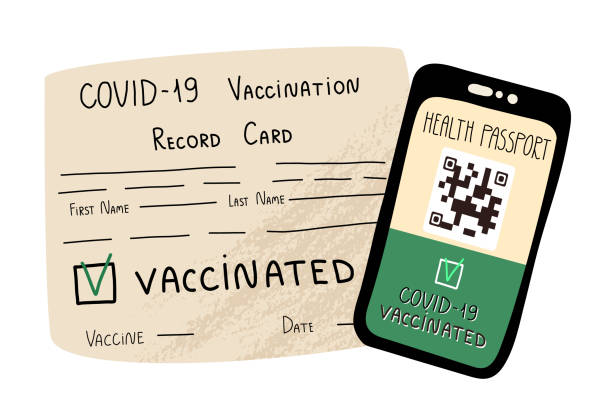 COVID-19 VACCINATION
RECORD CARD
FIRST NAME
LAST NAME
VACCINATED
VACCINE
DATE
HEALTH PASSPORT
COVID-19
VACCINATED